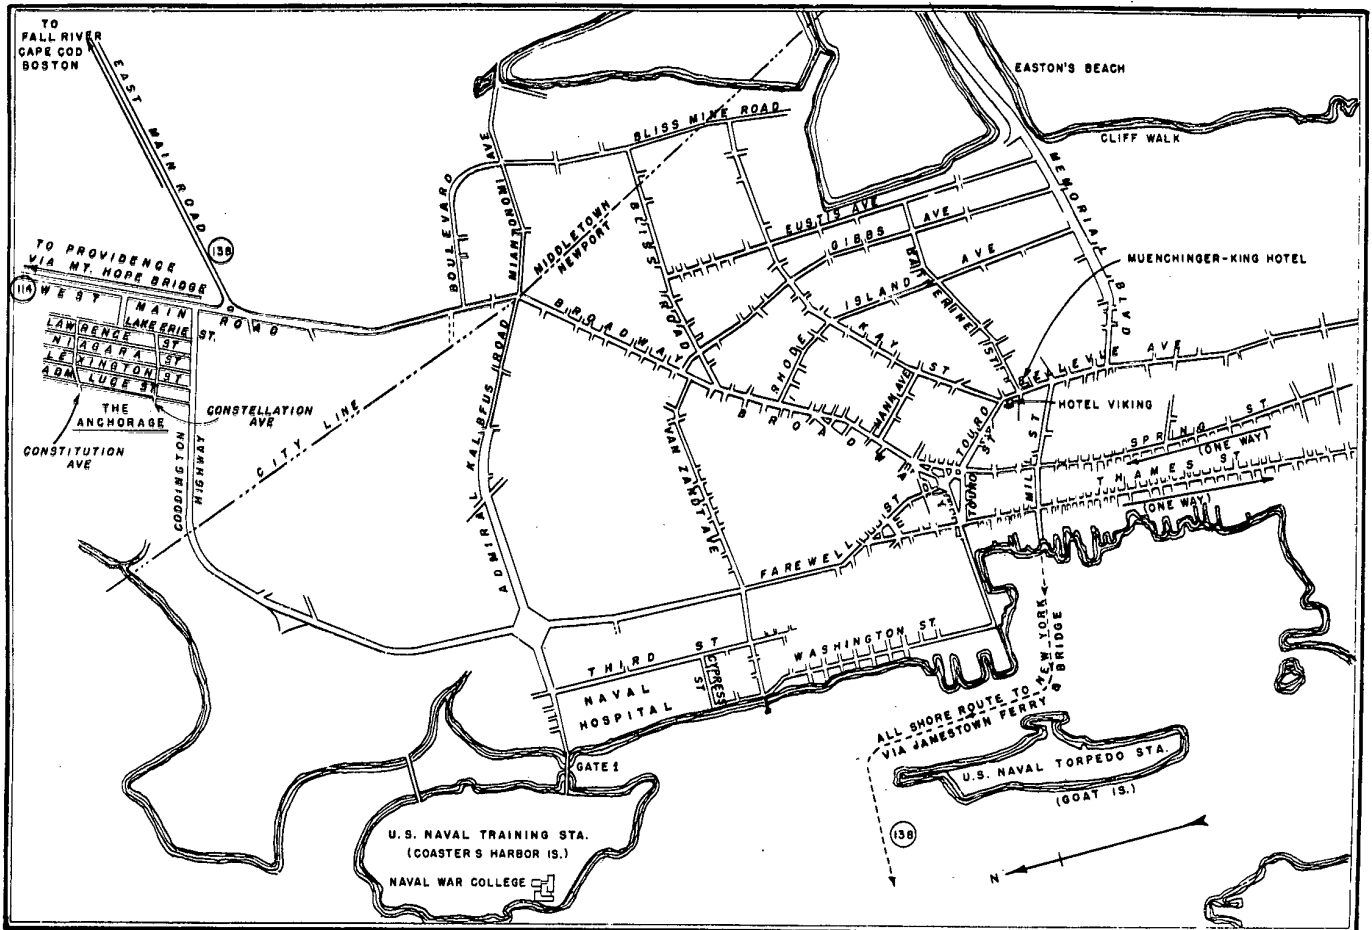 TO
FALL RIVER
CAPE COD
BOSTON
EAST MAIN ROAD
138
TO PROVIDENCE
VIA MT. HOPE BRIDGE
114
WEST MAIN ROAD
LAKE ERIE ST.
LAWRENCE ST
NIAGARA ST
LEXINGTON ST
ADM LUCE ST
THE
ANCHORAGE
CONSTELLATION
AVE
CONSTITUTION
AVE
CODDINGTON
HIGHWAY
CITY LINE
BOULEVARD
MIANTONOMI AVE
MIDDLETOWN
NEWPORT
BLISS MINE ROAD
BLISS ROAD
EASTON'S BEACH
CLIFF WALK
MEMORIAL BLVD
EUSTIS AVE
GIBBS AVE
RHODE ISLAND AVE
CATHERINE ST
KAY ST
MANN AVE
BROADWAY
BROADWAY
MUENCHINGER-KING HOTEL
BELLEVUE AVE
HOTEL VIKING
TOURO ST
TOURO
MILL ST
SPRING ST
(ONE WAY)
THAMES ST
(ONE WAY)
ADMIRAL KALBFUS ROAD
VAN ZANDT AVE
FAREWELL ST
THIRD ST
CYPRESS
ST
WASHINGTON ST
NAVAL
HOSPITAL
GATE 1
ALL SHORE ROUTE TO NEW YORK
VIA JAMESTOWN FERRY & BRIDGE
U.S. NAVAL TORPEDO STA.
(GOAT IS.)
138
N
U.S. NAVAL TRAINING STA.
(COASTERS HARBOR IS.)
NAVAL WAR COLLEGE